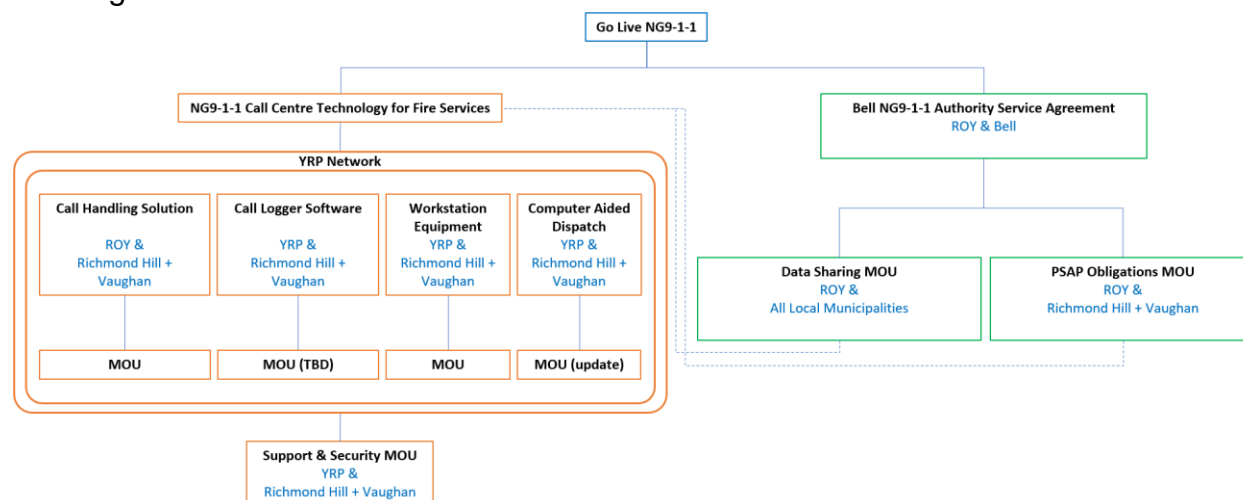 Go Live NG9-1-1
NG9-1-1 Call Centre Technology for Fire Services
Bell NG9-1-1 Authority Service Agreement
ROY & Bell
YRP Network
Call Handling Solution
ROY &
Richmond Hill +
Vaughan
Call Logger Software
YRP &
Richmond Hill +
Vaughan
Workstation
Equipment
YRP &
Richmond Hill +
Vaughan
Computer Aided
Dispatch
YRP &
Richmond Hill +
Vaughan
Data Sharing MOU
ROY &
All Local Municipalities
PSAP Obligations MOU
ROY &
Richmond Hill + Vaughan
MOU
MOU (TBD)
MOU
MOU (update)
Support & Security MOU
YRP &
Richmond Hill + Vaughan